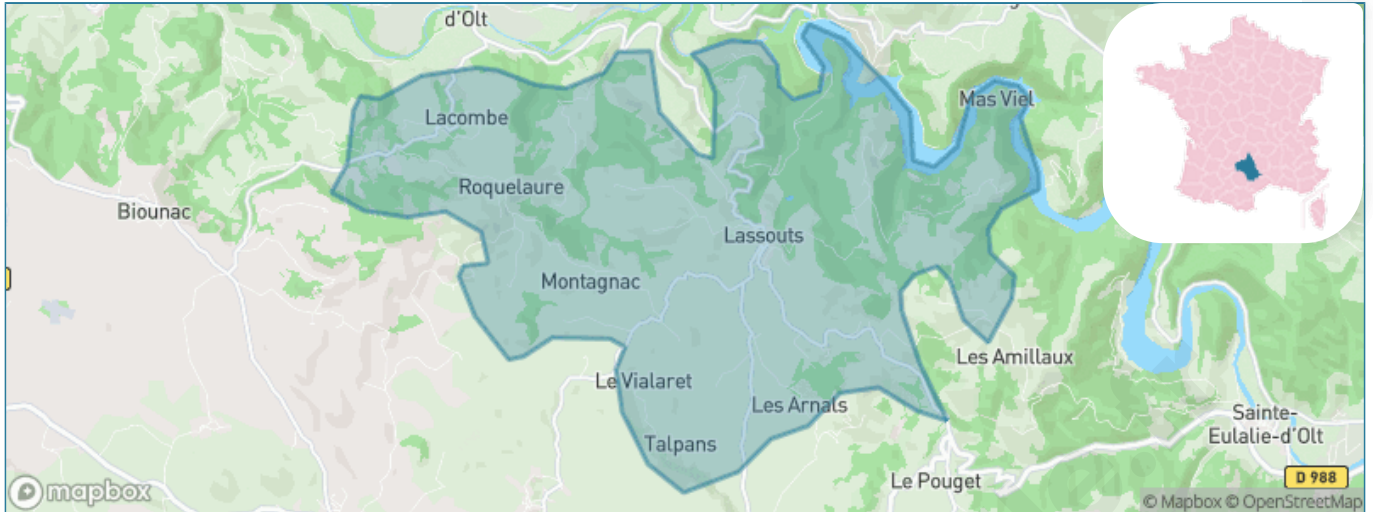 d'Olt
Mas Viel
Lacombe
Roquelaure
Biounac
Lassouts
Montagnac
Les Amillaux
Le Vialaret
Les Arnals
Sainte-
Eulalie-d'Olt
Talpans
Le Pouget
D 988
mapbox
© Mapbox © OpenStreetMap